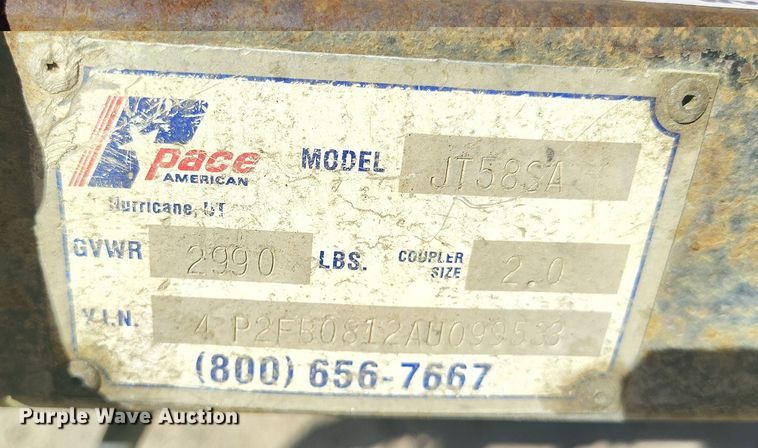 pace
AMERICAN
Hurricane, UT
MODEL JT58SA
GVWR 2990 LBS. COUPLER SIZE 2.0
V.I.N. 4P2FB0812AU099533
(800) 656-7667
Purple Wave Auction